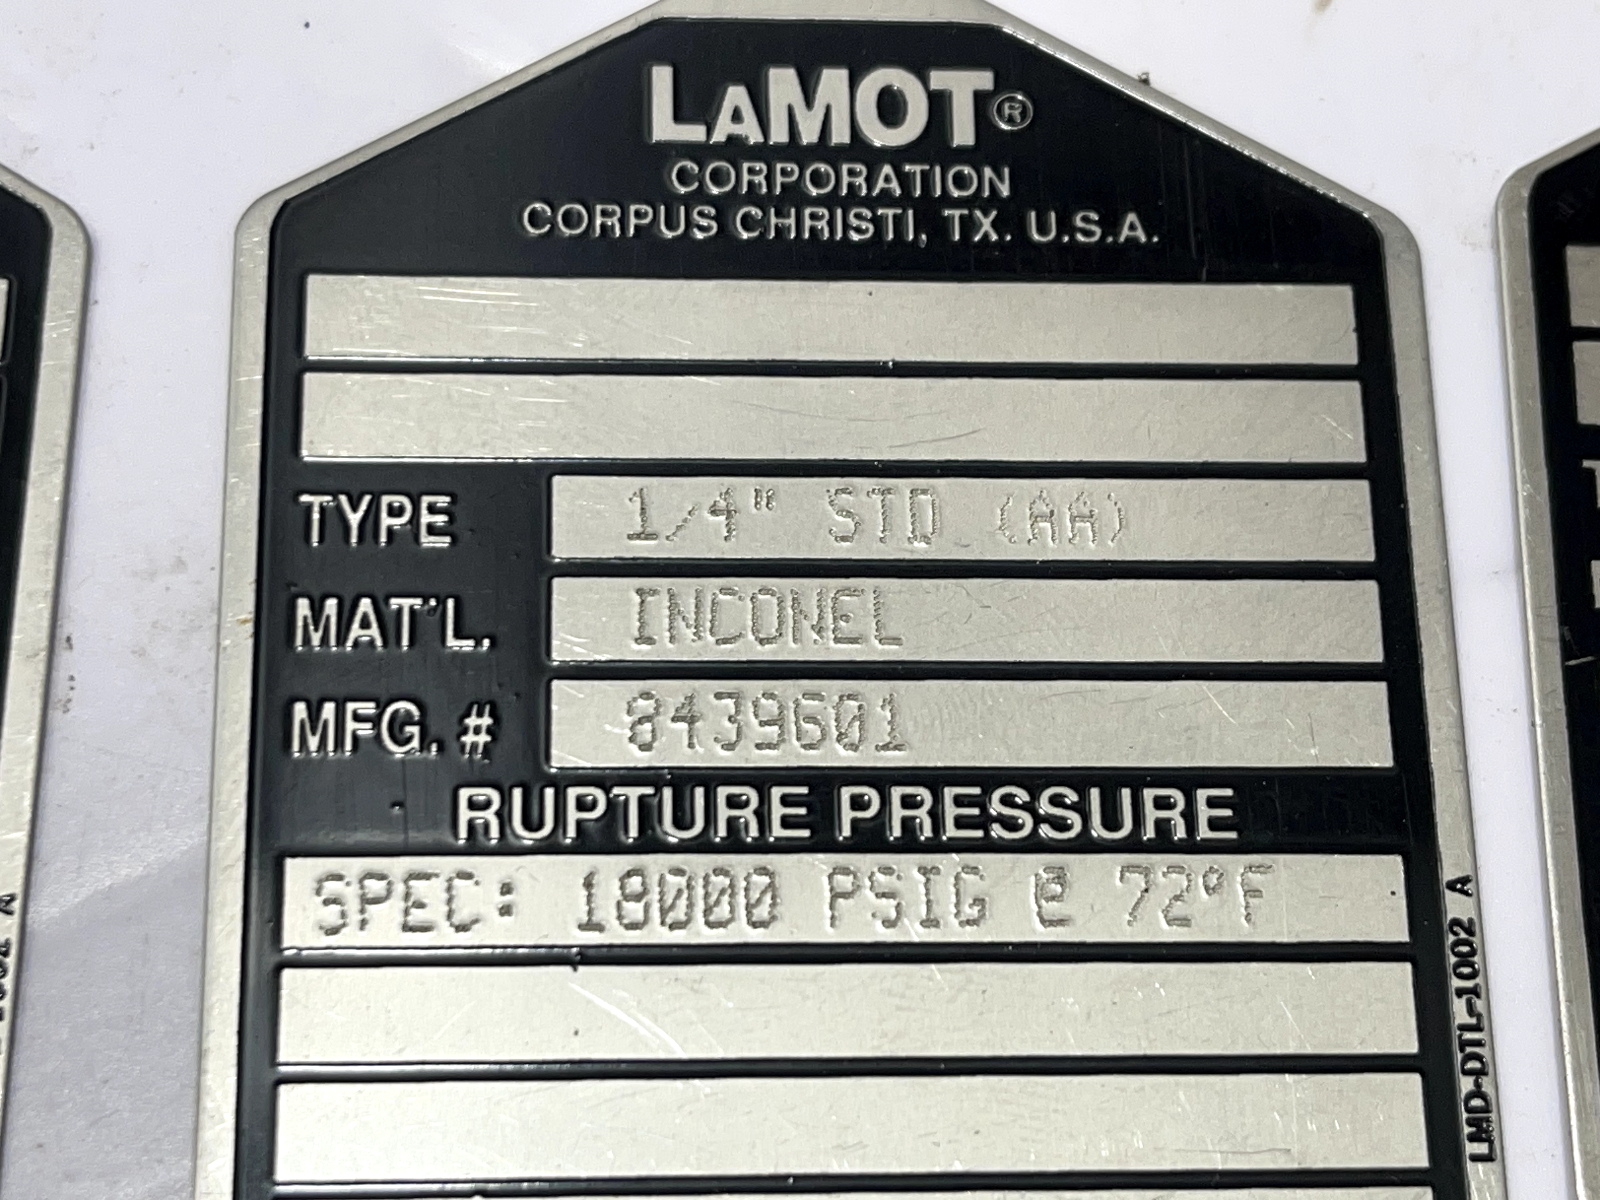 LaMOT®
CORPORATION
CORPUS CHRISTI, TX. U.S.A.
TYPE 1/4" STD (AA)
MAT'L. INCONEL
MFG. # 8439601
RUPTURE PRESSURE
SPEC: 18000 PSIG @ 72°F
LMD-DTL-1002 A